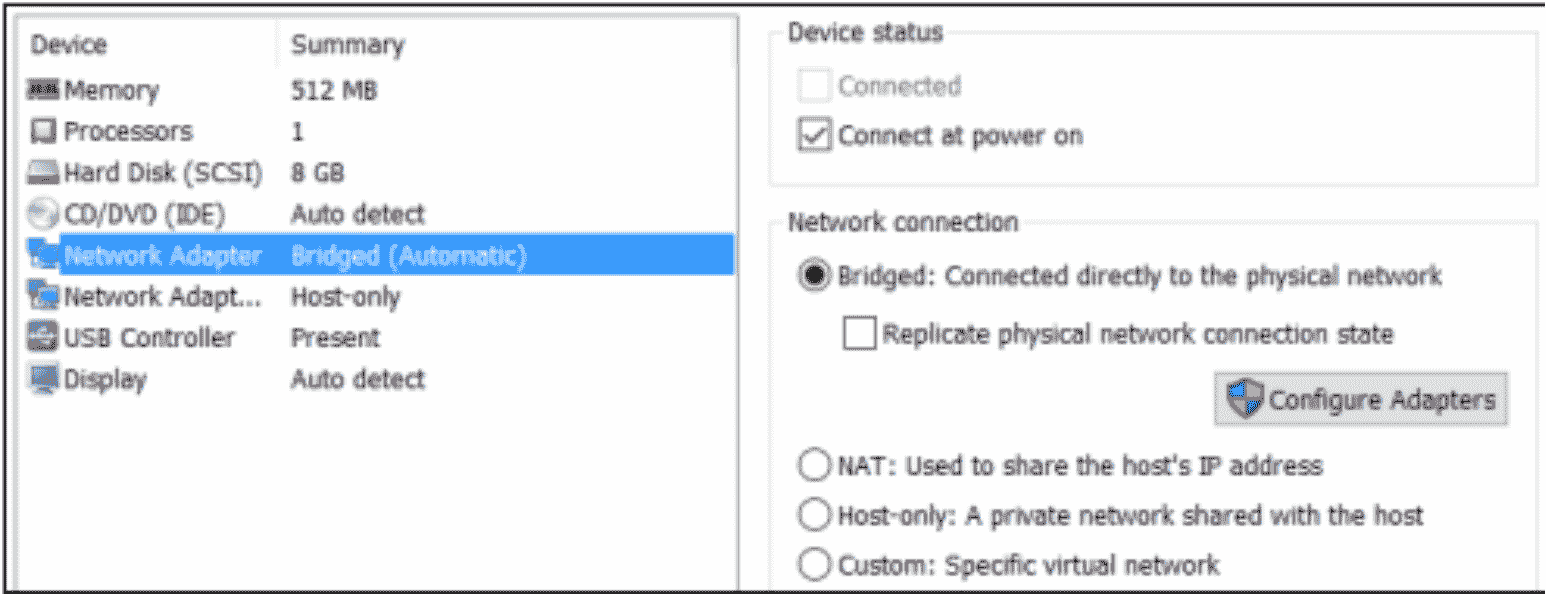 Device Summary
Memory 512 MB
Processors 1
Hard Disk (SCSI) 8 GB
CD/DVD (IDE) Auto detect
Network Adapter Bridged (Automatic)
Network Adapt... Host-only
USB Controller Present
Display Auto detect
Device status
Connected
Connect at power on
Network connection
Bridged: Connected directly to the physical network
Replicate physical network connection state
Configure Adapters
NAT: Used to share the host's IP address
Host-only: A private network shared with the host
Custom: Specific virtual network